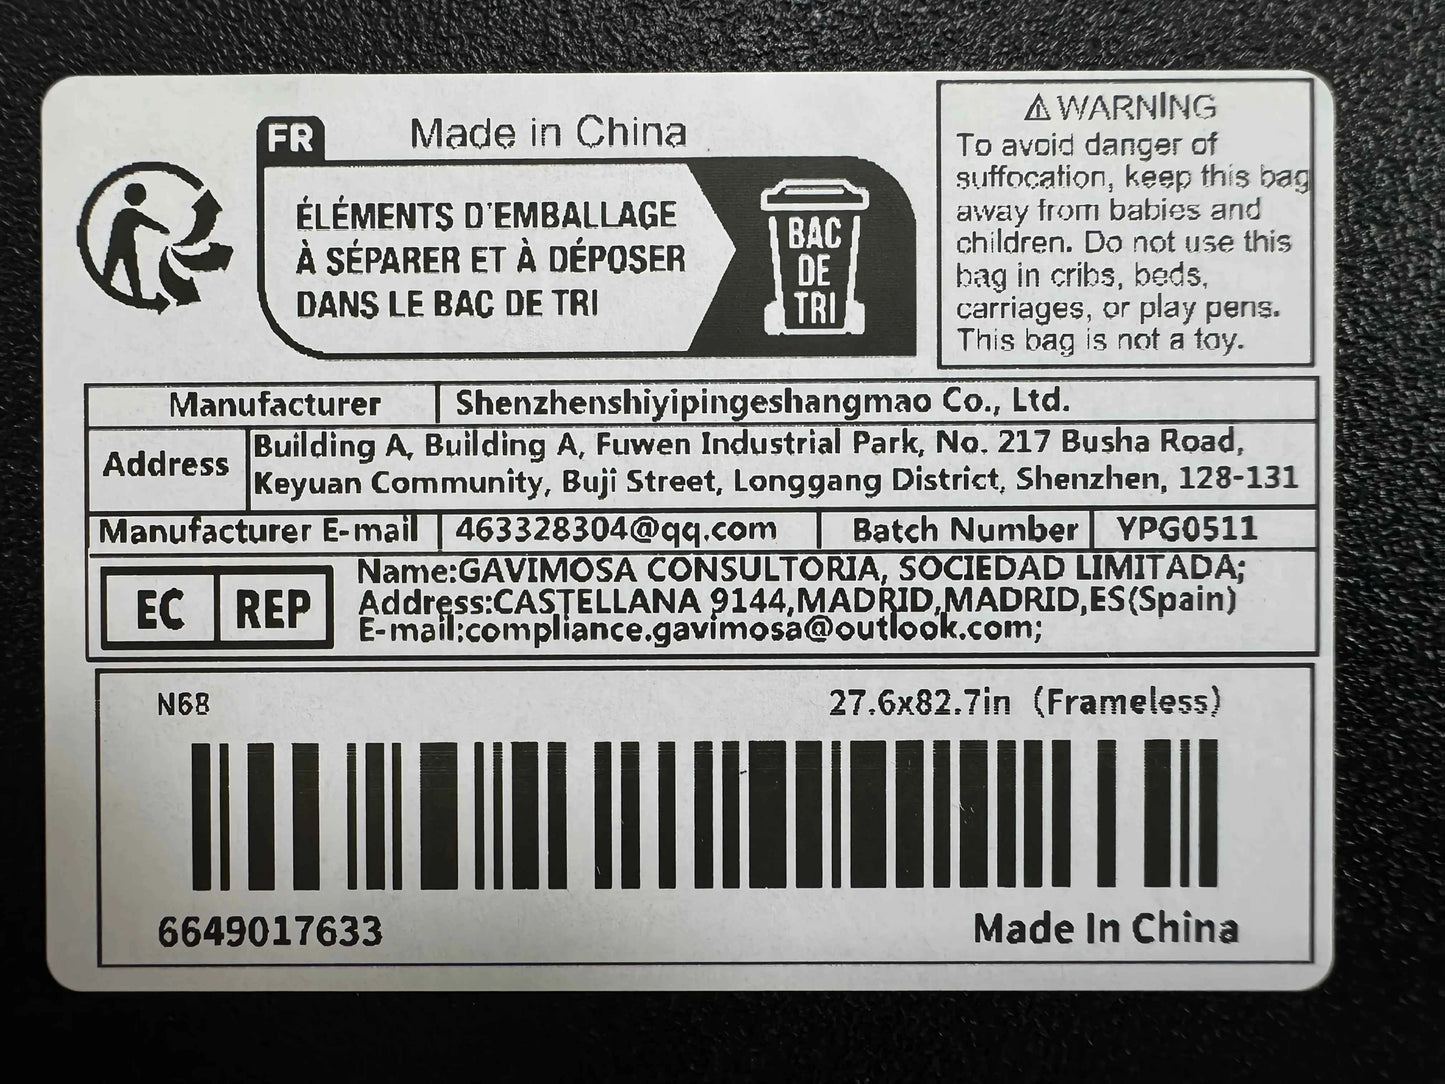 FR
Made in China
ÉLÉMENTS D'EMBALLAGE
À SÉPARER ET À DÉPOSER
DANS LE BAC DE TRI
BAC
DE
TRI
⚠WARNING
To avoid danger of
suffocation, keep this bag
away from babies and
children. Do not use this
bag in cribs, beds,
carriages, or play pens.
This bag is not a toy.
Manufacturer Shenzhenshiyipingeshangmao Co., Ltd.
Address
Building A, Building A, Fuwen Industrial Park, No. 217 Busha Road,
Keyuan Community, Buji Street, Longgang District, Shenzhen, 128-131
Manufacturer E-mail 463328304@qq.com Batch Number YPG0511
EC REP
Name:GAVIMOSA CONSULTORIA, SOCIEDAD LIMITADA;
Address:CASTELLANA 9144,MADRID,MADRID,ES(Spain)
E-mail:compliance.gavimosa@outlook.com;
N68 27.6x82.7in (Frameless)
6649017633 Made In China